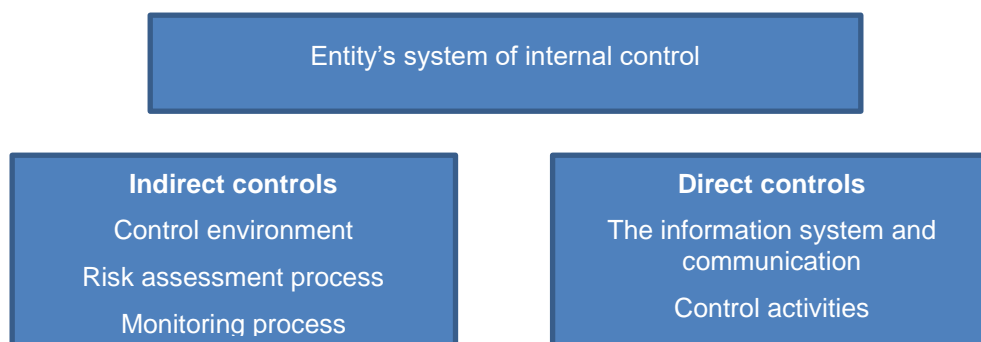 Entity’s system of internal control
Indirect controls
Control environment
Risk assessment process
Monitoring process
Direct controls
The information system and
communication
Control activities